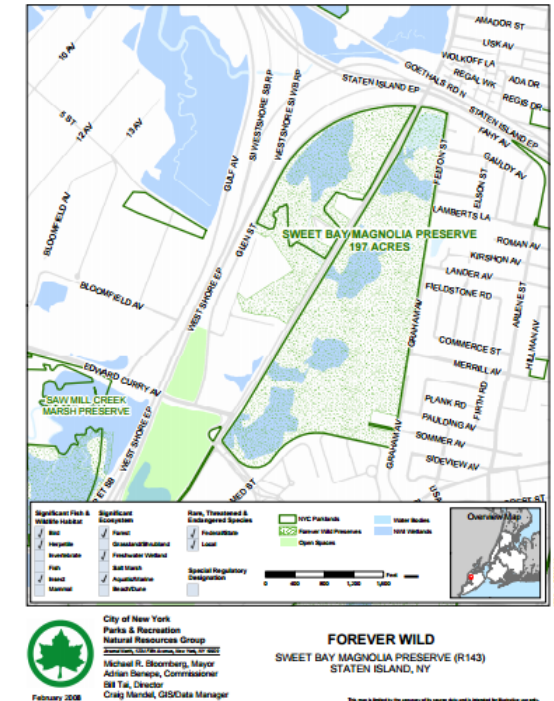 AMADOR ST
LISK AV
WOLKOFF LA
REGAL WK
ADA DR
REGIS DR
GOETHALS RD N
STATEN ISLAND EP
STATEN ISLAND EP
FAHY AV
GAULDY AV
10 AV
5 ST
12 AV
13 AV
GULF AV
SI WESTSHORE SB RP
WESTSHORE SI WB RP
FELTON ST
ELSON ST
LAMBERTS LA
BLOOMFIELD AV
GLEN ST
SWEET BAY MAGNOLIA PRESERVE
197 ACRES
ROMAN AV
KIRSHON AV
LANDER AV
FIELDSTONE RD
ARLENE ST
HILLMAN AV
BLOOMFIELD AV
WEST SHORE EP
GRAHAM AV
COMMERCE ST
MERRILL AV
EDWARD CURRY AV
SAW MILL CREEK
MARSH PRESERVE
WEST SHORE EP
PLANK RD
FIRTH RD
PAULDING AV
SOMMER AV
SIDEVIEW AV
GRAHAM AV
MED ST
Significant Fish &
Wildlife Habitat
Bird
Herpetile
Invertebrate
Fish
Insect
Mammal
Significant
Ecosystem
Forest
Grassland/Shrubland
Freshwater Wetland
Salt Marsh
Aquatic/Marine
Beach/Dune
Rare, Threatened &
Endangered Species
Federal/State
Local
Special Regulatory
Designation
NYC Parklands
Forever Wild Preserves
Open Spaces
Water Bodies
NWI Wetlands
0 400 800 1,200 1,600 Feet
Overview Map
City of New York
Parks & Recreation
Natural Resources Group
Michael R. Bloomberg, Mayor
Adrian Benepe, Commissioner
Bill Tai, Director
Craig Mandel, GIS/Data Manager
February 2008
FOREVER WILD
SWEET BAY MAGNOLIA PRESERVE (R143)
STATEN ISLAND, NY